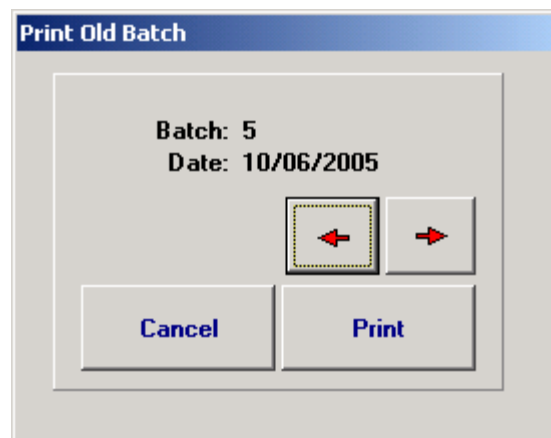 Print Old Batch
Batch: 5
Date: 10/06/2005
Cancel
Print